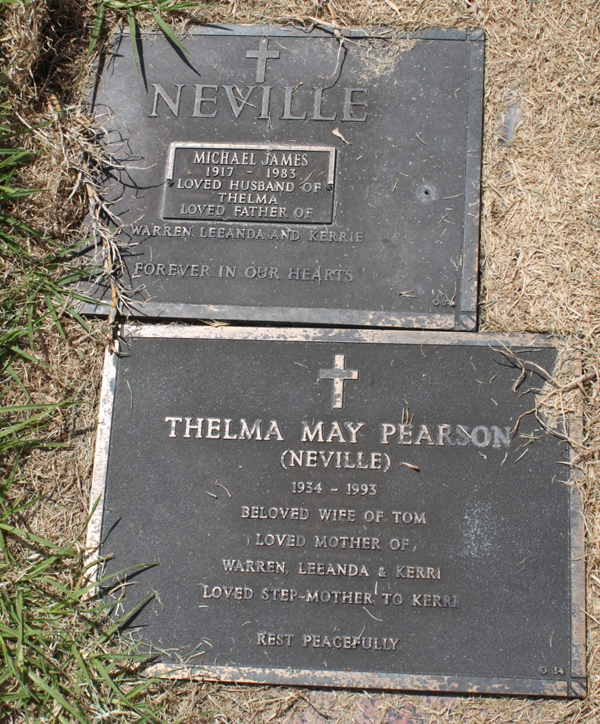 NEVILLE
MICHAEL JAMES
1917 - 1983
LOVED HUSBAND OF
THELMA
LOVED FATHER OF
WARREN, LEEANDA AND KERRIE
FOREVER IN OUR HEARTS
THELMA MAY PEARSON
(NEVILLE)
1934 - 1993
BELOVED WIFE OF TOM
LOVED MOTHER OF
WARREN, LEEANDA & KERRI
LOVED STEP-MOTHER TO KERRI
REST PEACEFULLY